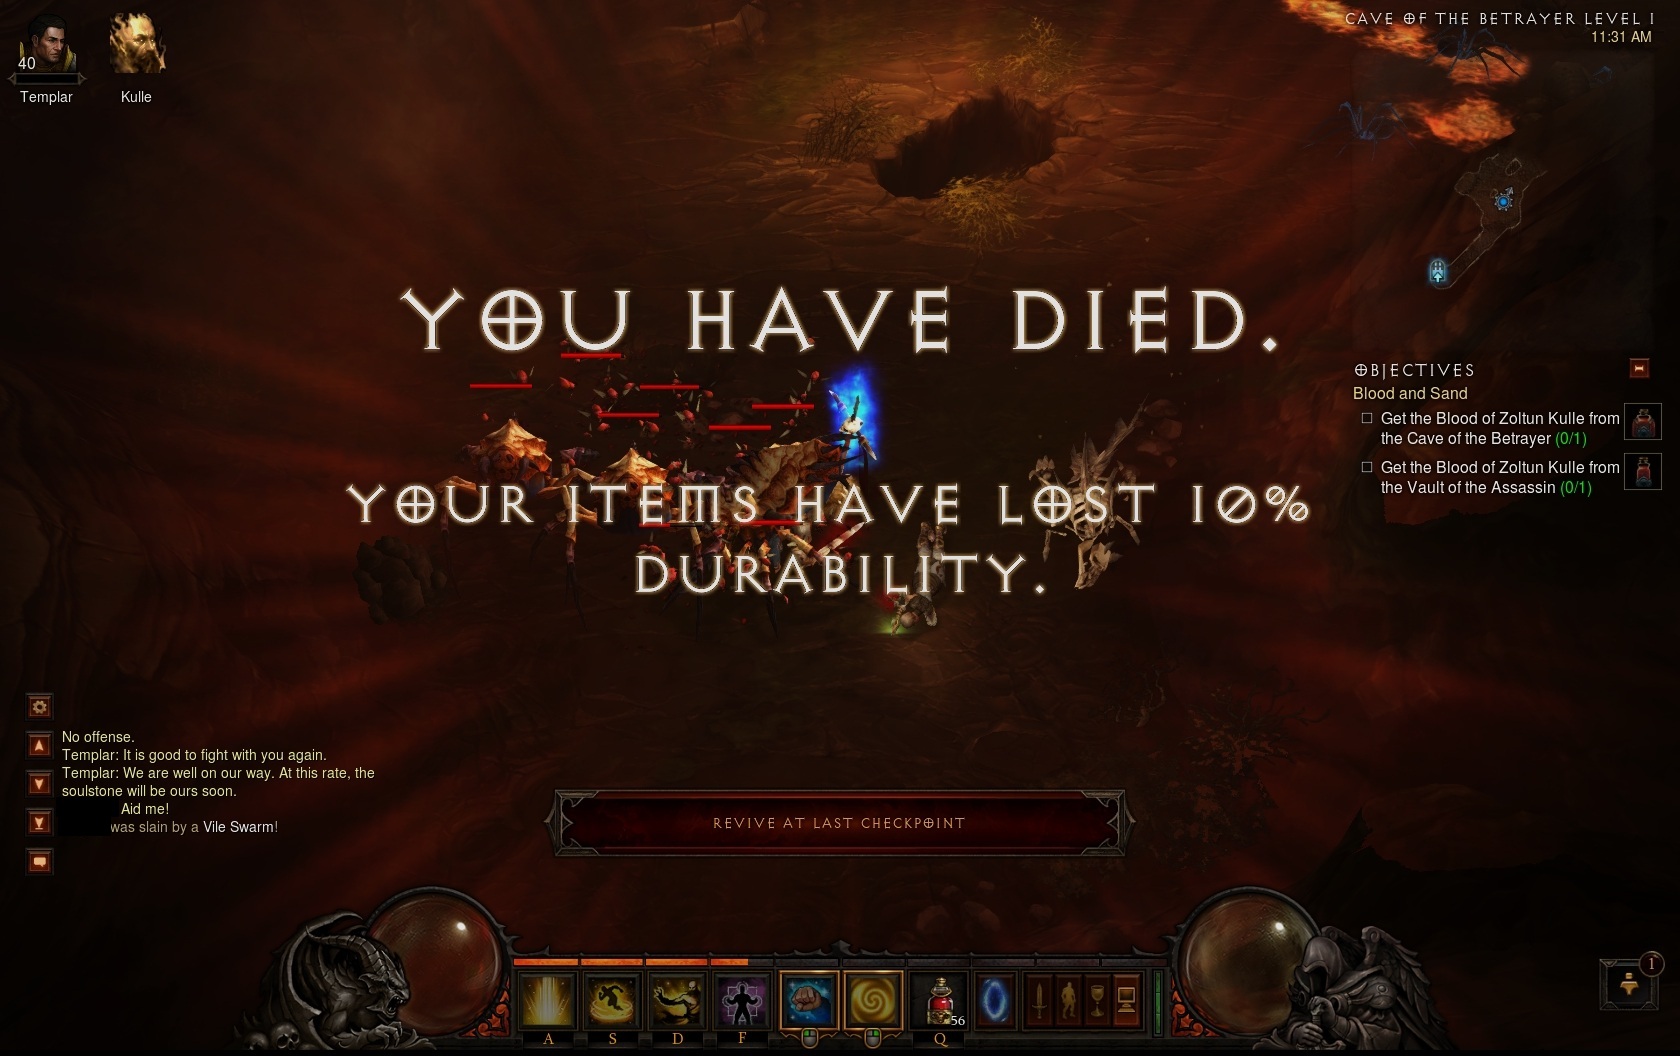 CAVE OF THE BETRAYER LEVEL 1
11:31 AM
40
Templar
Kulle
YOU HAVE DIED.
OBJECTIVES
Blood and Sand
Get the Blood of Zoltun Kulle from
the Cave of the Betrayer (0/1)
Get the Blood of Zoltun Kulle from
the Vault of the Assassin (0/1)
YOUR ITEMS HAVE LOST 10%
DURABILITY.
No offense.
Templar: It is good to fight with you again.
Templar: We are well on our way. At this rate, the
soulstone will be ours soon.
Aid me!
was slain by a Vile Swarm!
REVIVE AT LAST CHECKPOINT
1
56
A S D F Q